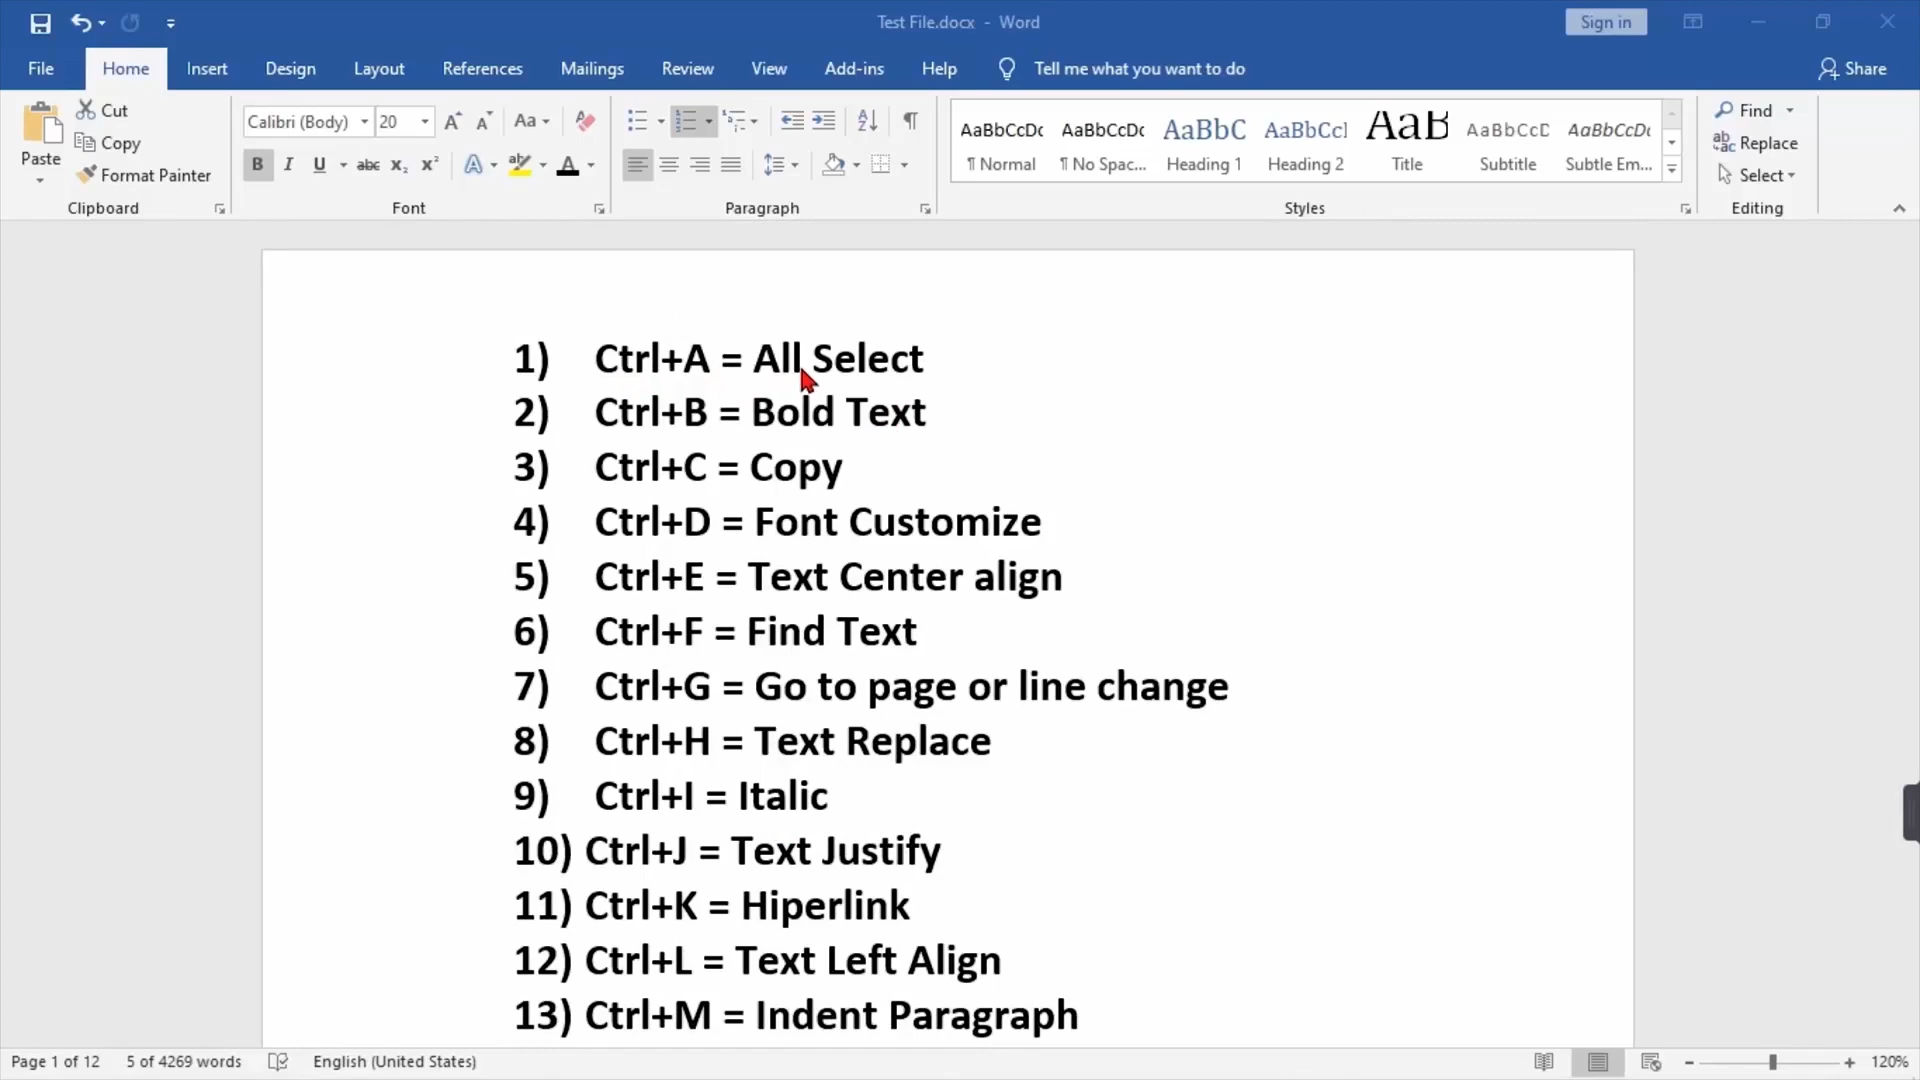 Test File.docx - Word
Sign in
File Home Insert Design Layout References Mailings Review View Add-ins Help Tell me what you want to do Share
Paste
Cut
Copy
Format Painter
Clipboard
Calibri (Body) 20
Aa
B I U abc x₂ x² A A
Font
Paragraph
AaBbCcDc AaBbCcDc AaBbC AaBbCc AaB AaBbCcD AaBbCcDc
¶ Normal ¶ No Spac... Heading 1 Heading 2 Title Subtitle Subtle Em...
Styles
Find
Replace
Select
Editing
1) Ctrl+A = All Select
2) Ctrl+B = Bold Text
3) Ctrl+C = Copy
4) Ctrl+D = Font Customize
5) Ctrl+E = Text Center align
6) Ctrl+F = Find Text
7) Ctrl+G = Go to page or line change
8) Ctrl+H = Text Replace
9) Ctrl+I = Italic
10) Ctrl+J = Text Justify
11) Ctrl+K = Hiperlink
12) Ctrl+L = Text Left Align
13) Ctrl+M = Indent Paragraph
Page 1 of 12 5 of 4269 words English (United States) 120%